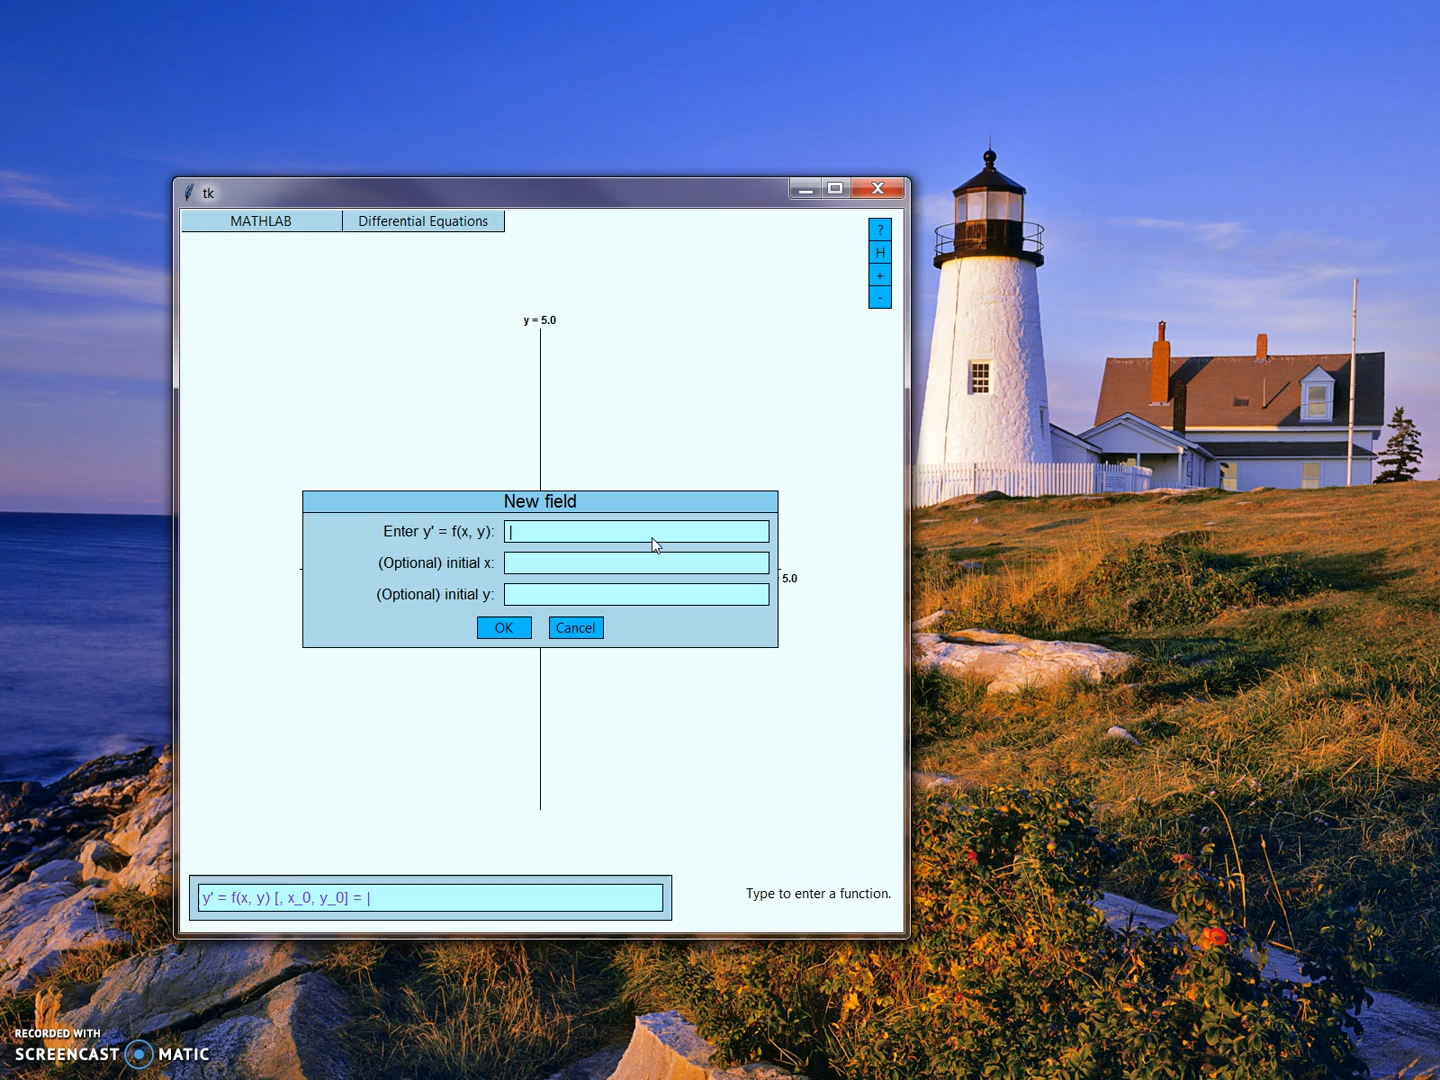 tk
MATHLAB Differential Equations
?
H
+
-
y = 5.0
New field
Enter y' = f(x, y):
(Optional) initial x:
5.0
(Optional) initial y:
OK Cancel
y' = f(x, y) [, x_0, y_0] =
Type to enter a function.
RECORDED WITH
SCREENCAST MATIC